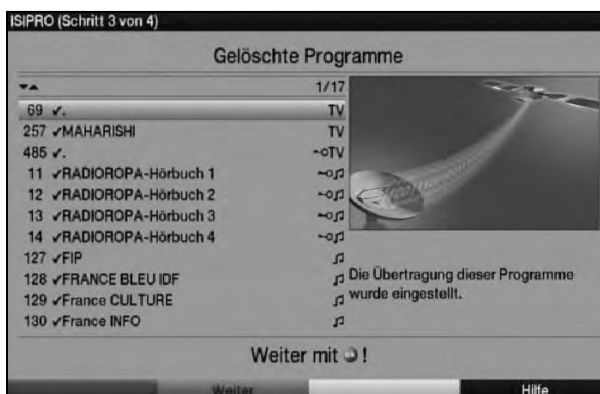 ISIPRO (Schritt 3 von 4)
Gelöschte Programme
1/17
69 ✓. TV
257 ✓MAHARISHI TV
485 ✓. TV
11 ✓RADIOROPA-Hörbuch 1
12 ✓RADIOROPA-Hörbuch 2
13 ✓RADIOROPA-Hörbuch 3
14 ✓RADIOROPA-Hörbuch 4
127 ✓FIP
128 ✓FRANCE BLEU IDF
129 ✓France CULTURE
130 ✓France INFO
Die Übertragung dieser Programme
wurde eingestellt.
Weiter mit !
Weiter
Hilfe